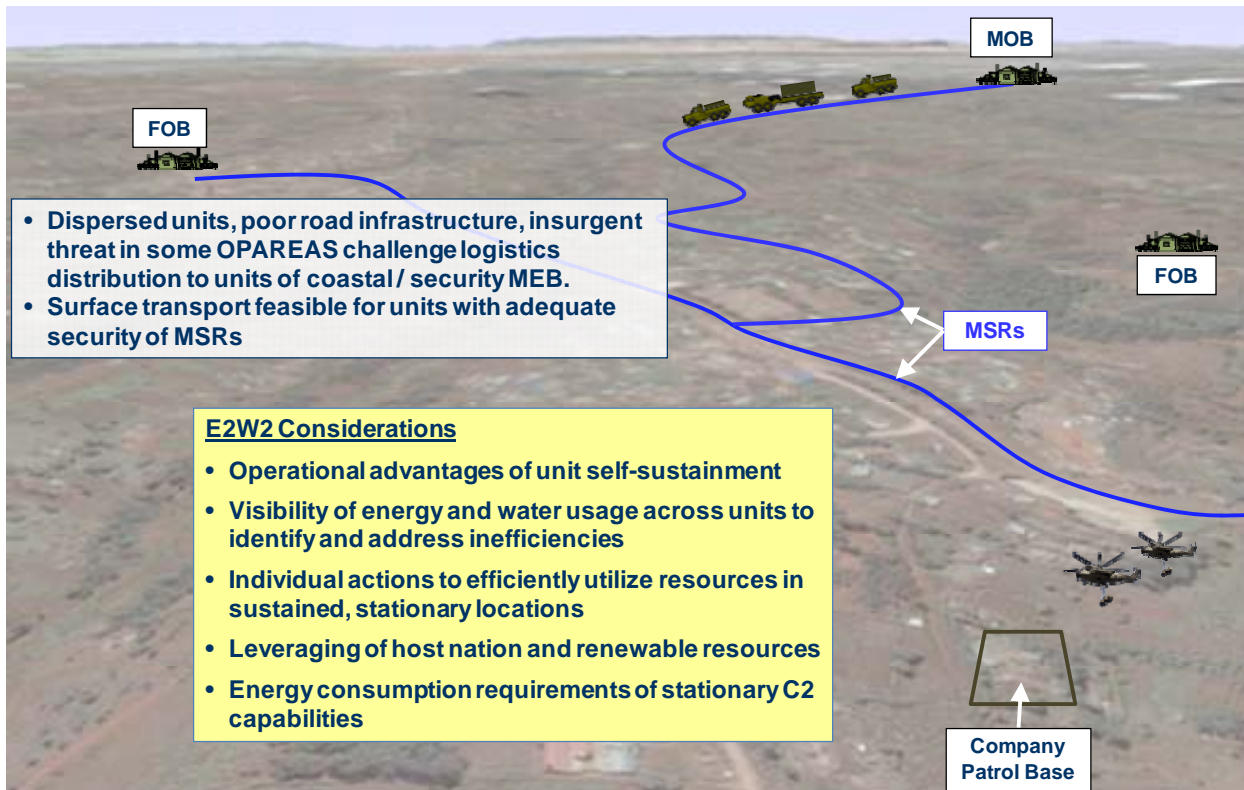 MOB
FOB
• Dispersed units, poor road infrastructure, insurgent
threat in some OPAREAS challenge logistics
distribution to units of coastal / security MEB.
• Surface transport feasible for units with adequate
security of MSRs
FOB
MSRs
E2W2 Considerations
• Operational advantages of unit self-sustainment
• Visibility of energy and water usage across units to
identify and address inefficiencies
• Individual actions to efficiently utilize resources in
sustained, stationary locations
• Leveraging of host nation and renewable resources
• Energy consumption requirements of stationary C2
capabilities
Company
Patrol Base